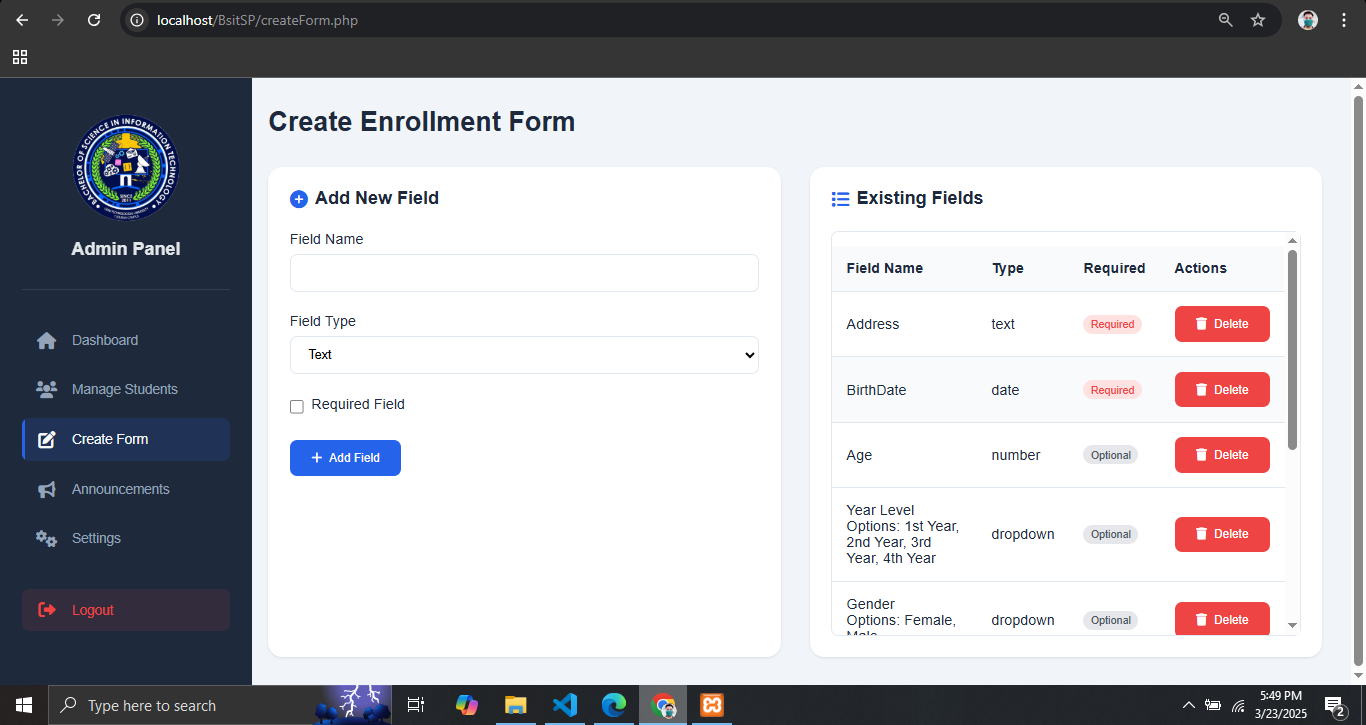 localhost/BsitSP/createForm.php
BACHELOR OF SCIENCE IN INFORMATION TECHNOLOGY
SINCE
2011
Admin Panel
Dashboard
Manage Students
Create Form
Announcements
Settings
Logout
Create Enrollment Form
Add New Field
Field Name
Field Type
Text
Required Field
Add Field
Existing Fields
Field Name Type Required Actions
Address text Required Delete
BirthDate date Required Delete
Age number Optional Delete
Year Level
Options: 1st Year,
2nd Year, 3rd
Year, 4th Year
dropdown Optional Delete
Gender
Options: Female,
Male
dropdown Optional Delete
Type here to search
5:49 PM
3/23/2025
2